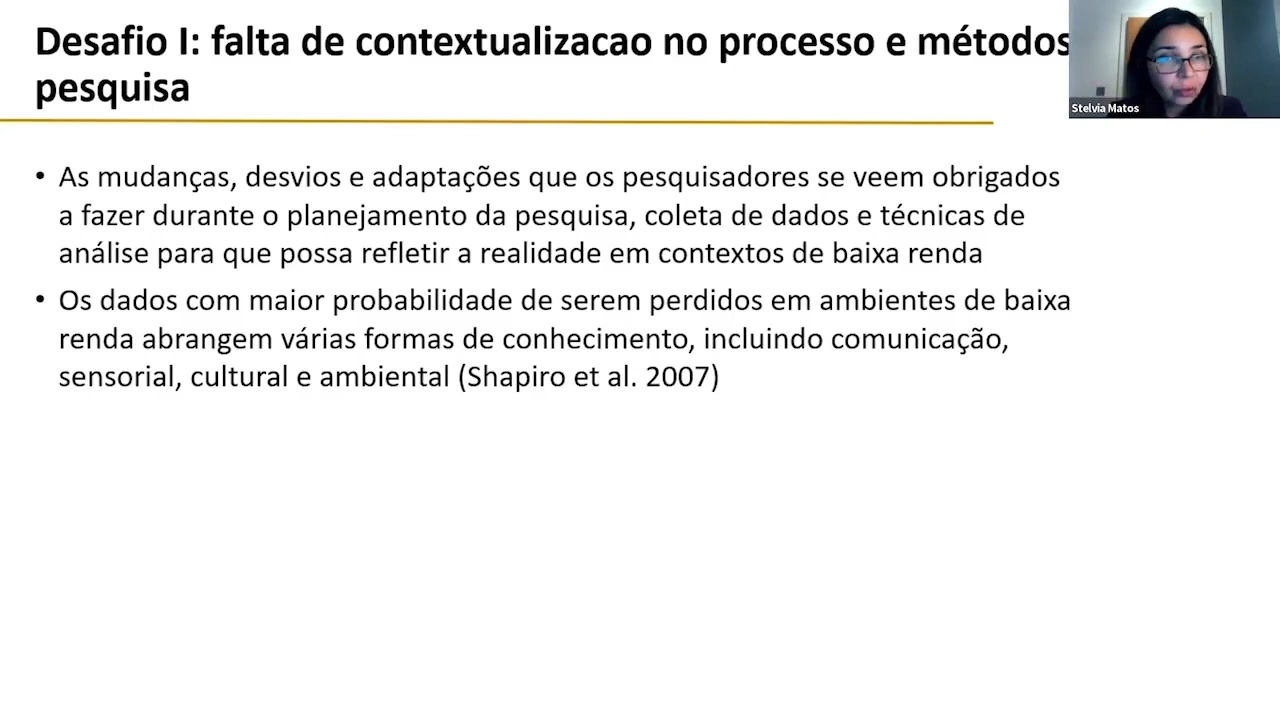 Desafio I: falta de contextualizacao no processo e métodos
pesquisa
Stelvia Matos
• As mudanças, desvios e adaptações que os pesquisadores se veem obrigados
a fazer durante o planejamento da pesquisa, coleta de dados e técnicas de
análise para que possa refletir a realidade em contextos de baixa renda
• Os dados com maior probabilidade de serem perdidos em ambientes de baixa
renda abrangem várias formas de conhecimento, incluindo comunicação,
sensorial, cultural e ambiental (Shapiro et al. 2007)